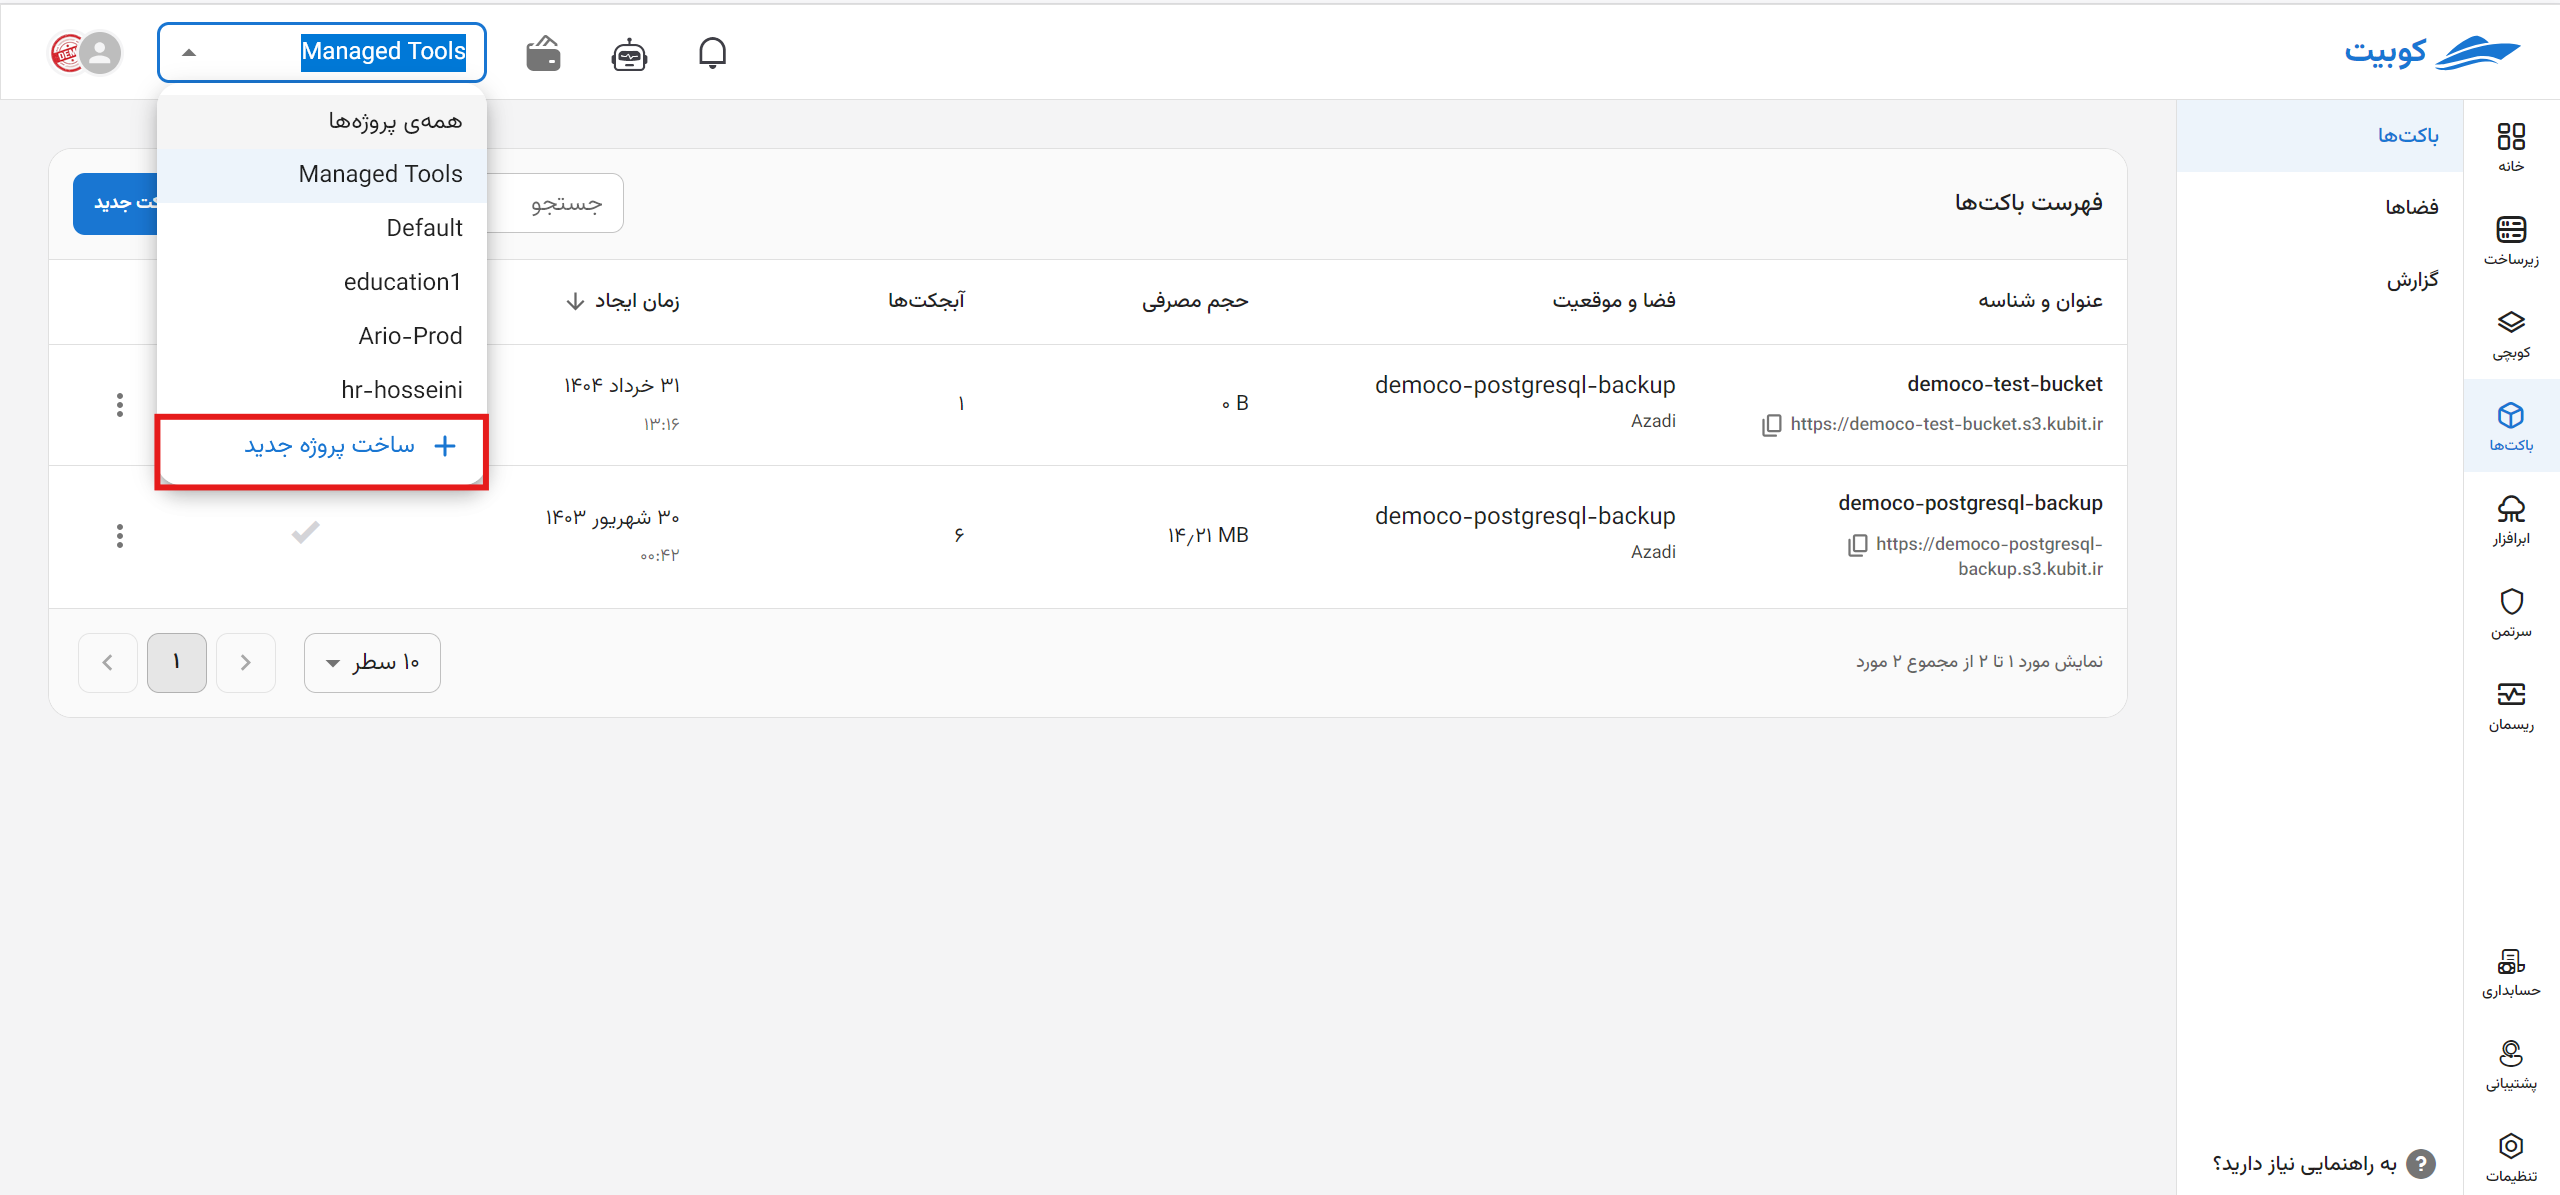 کوبیت
Managed Tools
همه‌ی پروژه‌ها
Managed Tools
Default
education1
Ario-Prod
hr-hosseini
ساخت پروژه جدید
خانه
زیرساخت
کوبچی
باکت‌ها
ابرافزار
سرتمن
ریسمان
حسابداری
پشتیبانی
تنظیمات
باکت‌ها
فضاها
گزارش
به راهنمایی نیاز دارید؟
فهرست باکت‌ها
جستجو
جدید
عنوان و شناسه
فضا و موقعیت
حجم مصرفی
آبجکت‌ها
زمان ایجاد
democo-test-bucket
https://democo-test-bucket.s3.kubit.ir
democo-postgresql-backup
Azadi
۰ B
۱
۳۱ خرداد ۱۴۰۴
۱۳:۱۶
democo-postgresql-backup
https://democo-postgresql-
backup.s3.kubit.ir
democo-postgresql-backup
Azadi
۱۴٫۲۱ MB
۶
۳۰ شهریور ۱۴۰۳
۰۰:۴۲
نمایش مورد ۱ تا ۲ از مجموع ۲ مورد
۱۰ سطر
۱